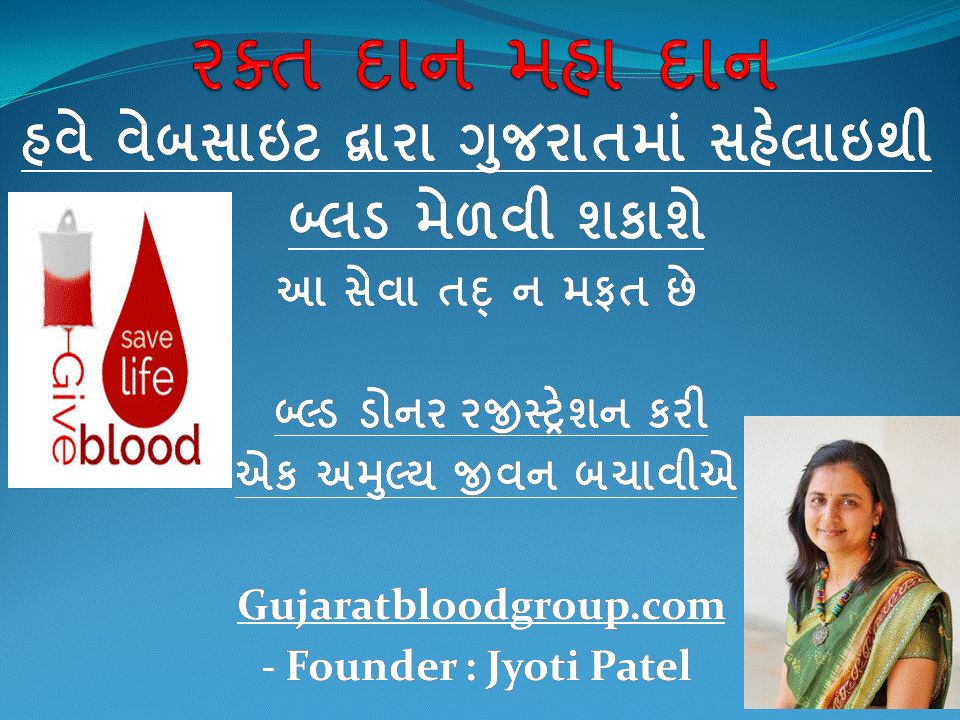 રક્ત દાન મહા દાન
હવે વેબસાઇટ દ્વારા ગુજરાતમાં સહેલાઇથી
બ્લડ મેળવી શકાશે
આ સેવા તદ્ ન મફત છે
save
life
Give
blood
બ્લ્ડ ડોનર રજીસ્ટ્રેશન કરી
એક અમુલ્ય જીવન બચાવીએ
Gujaratbloodgroup.com
- Founder : Jyoti Patel